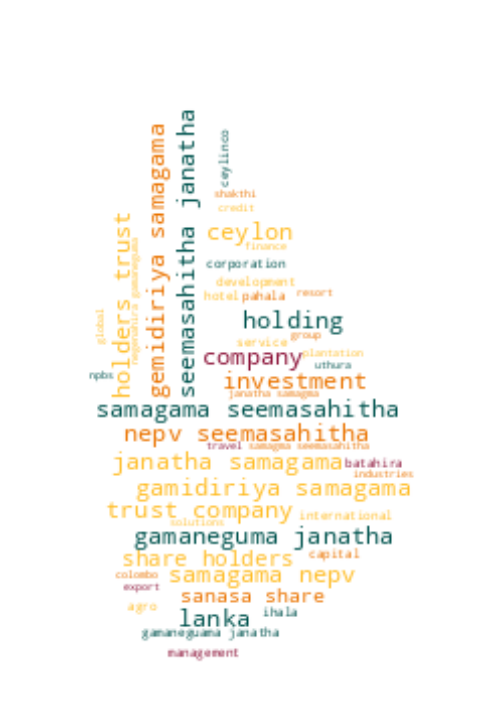 seemasahitha janatha
gemidiriya samagama
ceylinco
shakthi
credit
holders trust
ceylon
finance
corporation
development
hotel
pahala
resort
global
holding
group
service
company
plantation
uthura
npbs
investment
janatha samagma
samagama seemasahitha
nepv seemasahitha
travel
samagma seemasahitha
janatha samagama
batahira
industries
gamidiriya samagama
trust company
international
solutions
gamaneguma janatha
share holders
capital
colombo
samagama nepv
export
sanasa share
agro
ihala
lanka
gamaneguama janatha
management